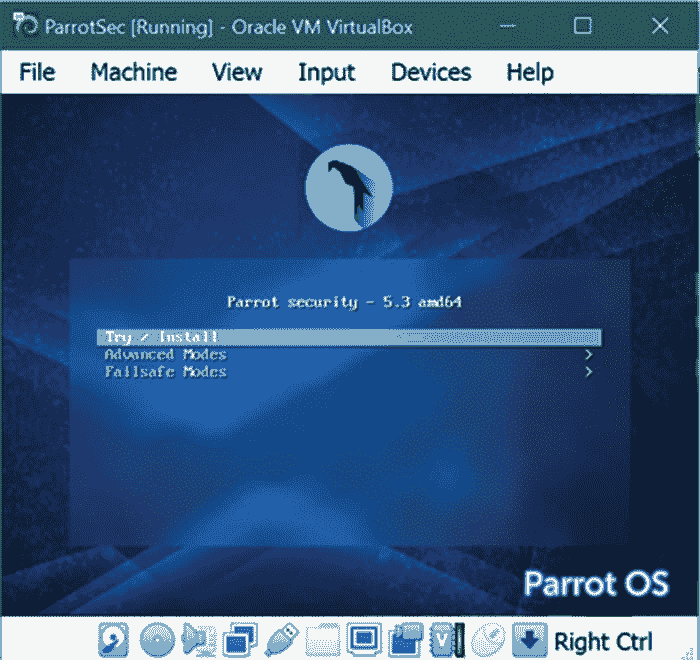 ParrotSec [Running] - Oracle VM VirtualBox
File Machine View Input Devices Help
Parrot security - 5.3 amd64
Try / Install
Advanced Modes
Failsafe Modes
Parrot OS
Right Ctrl